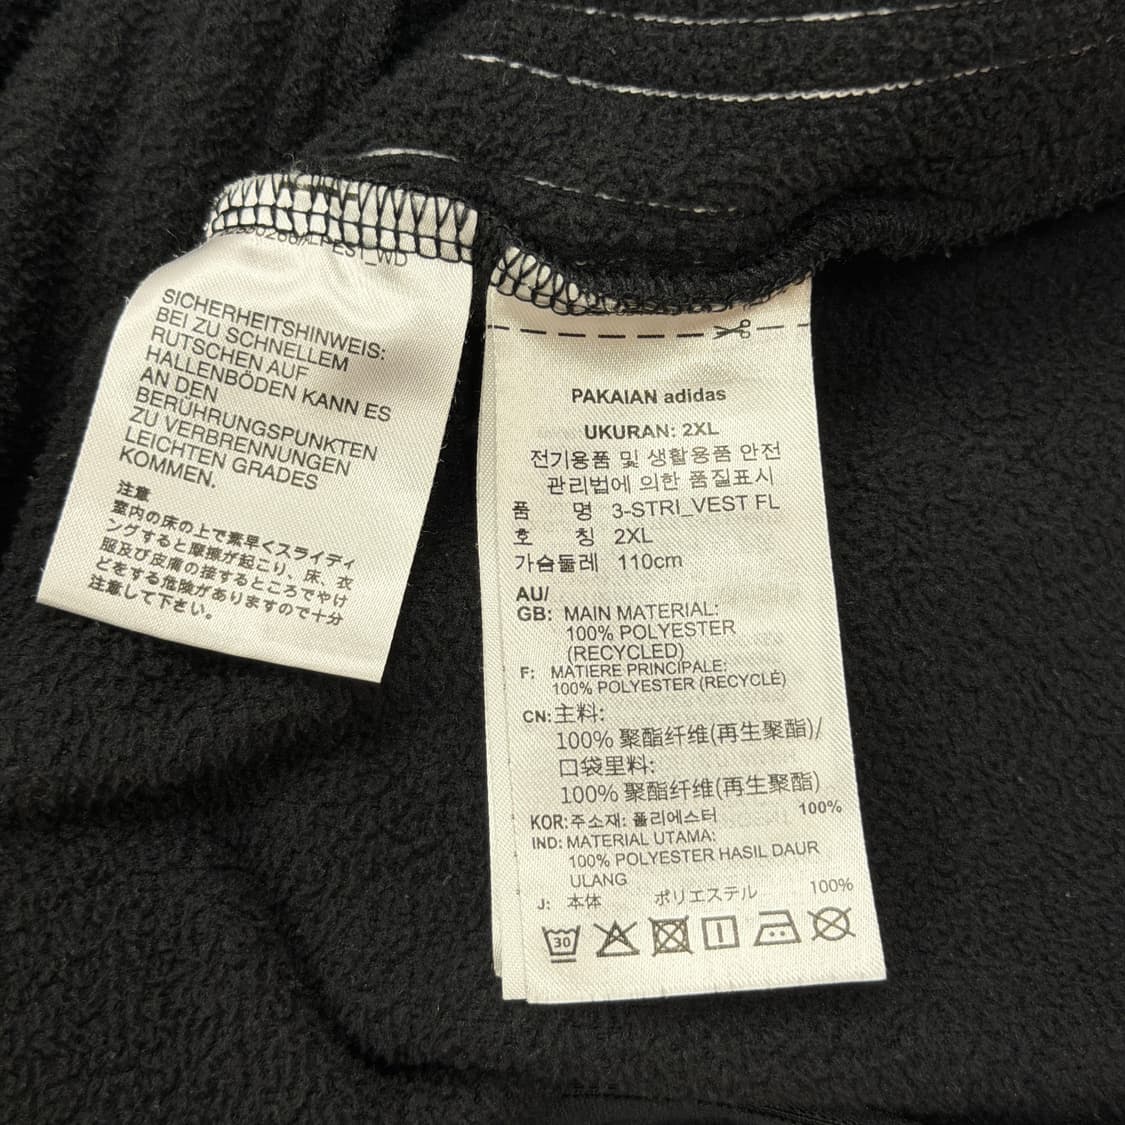 SICHERHEITSHINWEIS:
BEI ZU SCHNELLEM
RUTSCHEN AUF
HALLENBÖDEN KANN ES
AN DEN
BERÜHRUNGSPUNKTEN
ZU VERBRENNUNGEN
LEICHTEN GRADES
KOMMEN.
注意
室内の床の上で素早くスライディ
ングすると摩擦が起こり、床、衣
服及び皮膚の接するところでやけ
どをする危険がありますので十分
注意して下さい。
PAKAIAN adidas
UKURAN: 2XL
전기용품 및 생활용품 안전
관리법에 의한 품질표시
품 명 3-STRI_VEST FL
호 칭 2XL
가슴둘레 110cm
AU/
GB: MAIN MATERIAL:
100% POLYESTER
(RECYCLED)
F: MATIERE PRINCIPALE:
100% POLYESTER (RECYCLÉ)
CN: 主料:
100% 聚酯纤维(再生聚酯)/
口袋里料:
100% 聚酯纤维(再生聚酯)
KOR: 주소재: 폴리에스터 100%
IND: MATERIAL UTAMA:
100% POLYESTER HASIL DAUR
ULANG
J: 本体 ポリエステル 100%
30